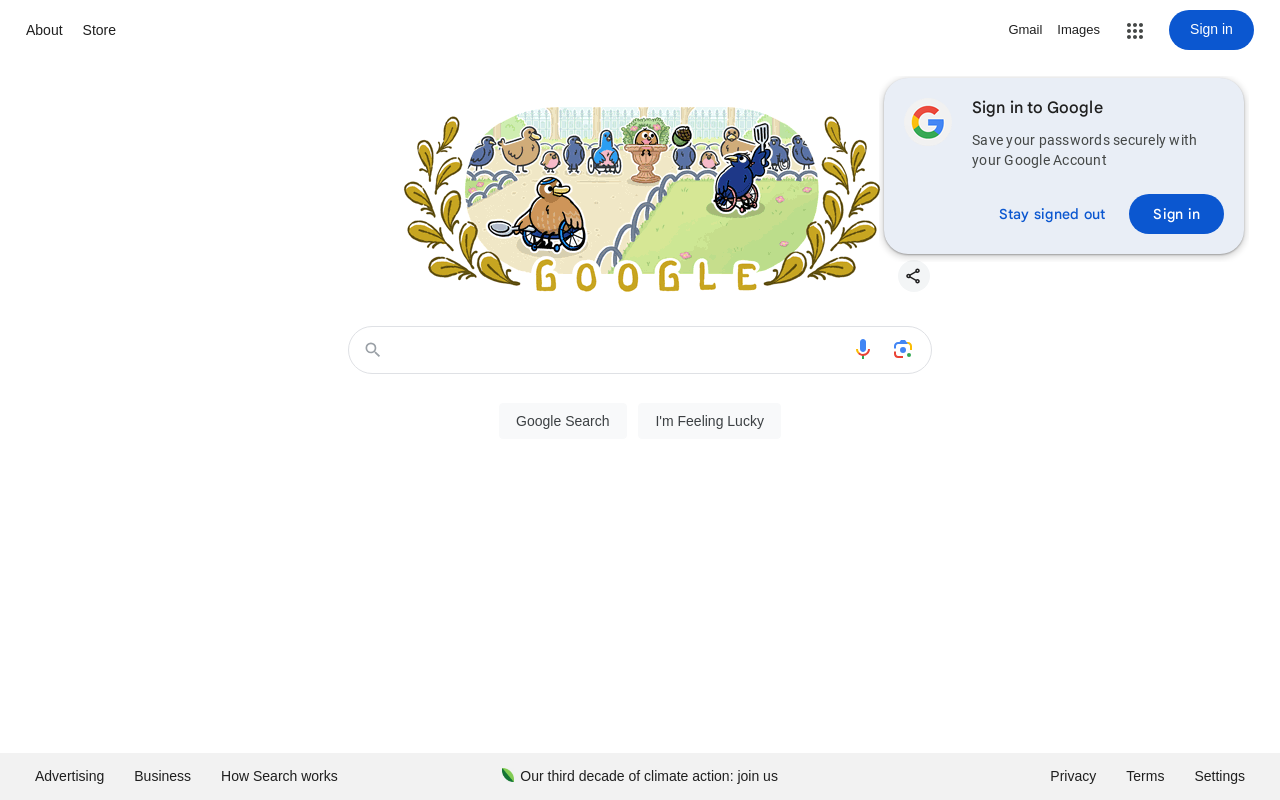 About Store
Gmail Images
Sign in
Sign in to Google
Save your passwords securely with
your Google Account
Stay signed out
Sign in
GOOGLE
Google Search
I'm Feeling Lucky
Advertising Business How Search works
Our third decade of climate action: join us
Privacy Terms Settings